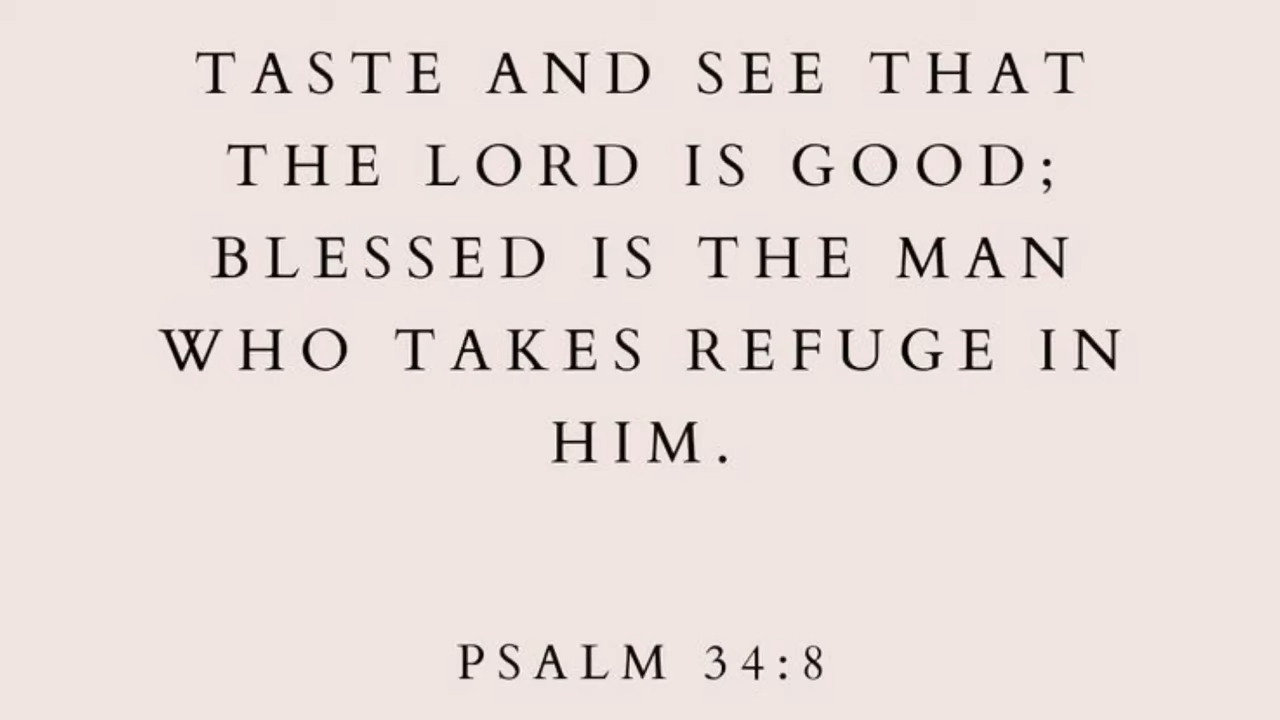 TASTE AND SEE THAT
THE LORD IS GOOD;
BLESSED IS THE MAN
WHO TAKES REFUGE IN
HIM.
PSALM 34:8